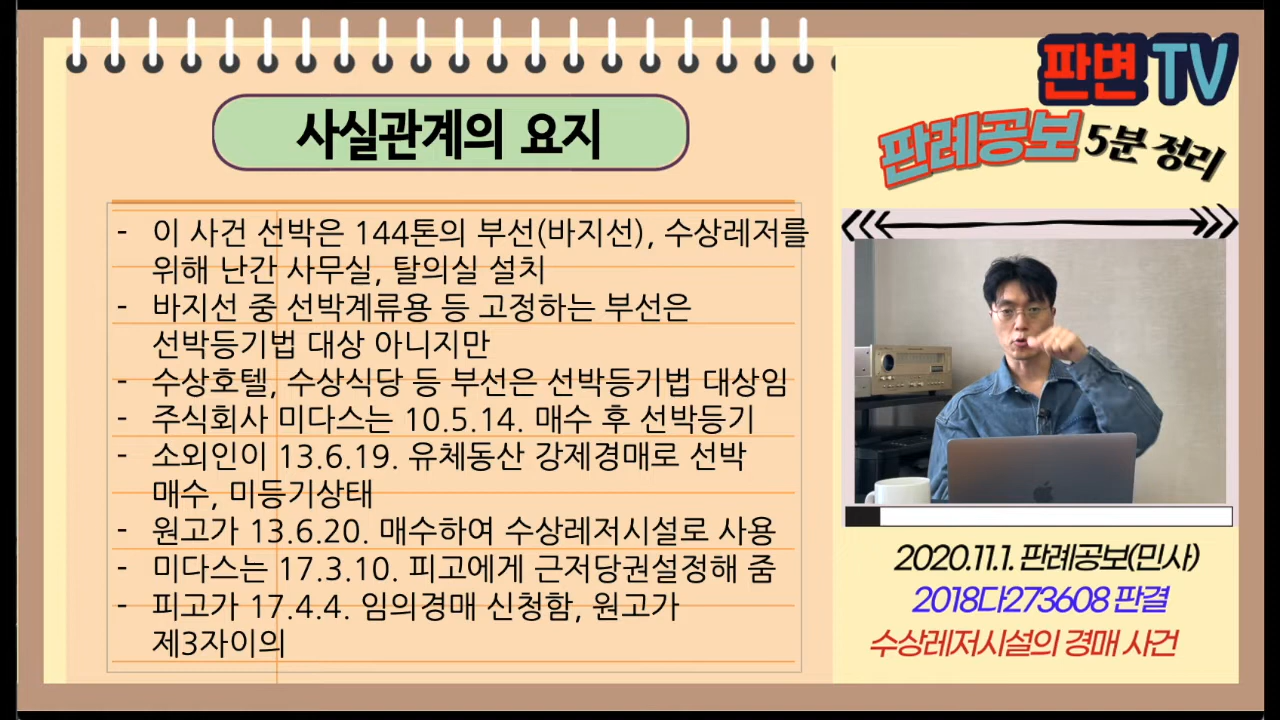 사실관계의 요지
- 이 사건 선박은 144톤의 부선(바지선), 수상레저를
위해 난간 사무실, 탈의실 설치
- 바지선 중 선박계류용 등 고정하는 부선은
선박등기법 대상 아니지만
- 수상호텔, 수상식당 등 부선은 선박등기법 대상임
- 주식회사 미다스는 10.5.14. 매수 후 선박등기
- 소외인이 13.6.19. 유체동산 강제경매로 선박
매수, 미등기상태
- 원고가 13.6.20. 매수하여 수상레저시설로 사용
- 미다스는 17.3.10. 피고에게 근저당권설정해 줌
- 피고가 17.4.4. 임의경매 신청함, 원고가
제3자이의
판변 TV
판례공보 5분 정리
2020.11.1. 판례공보(민사)
2018다273608 판결
수상레저시설의 경매 사건